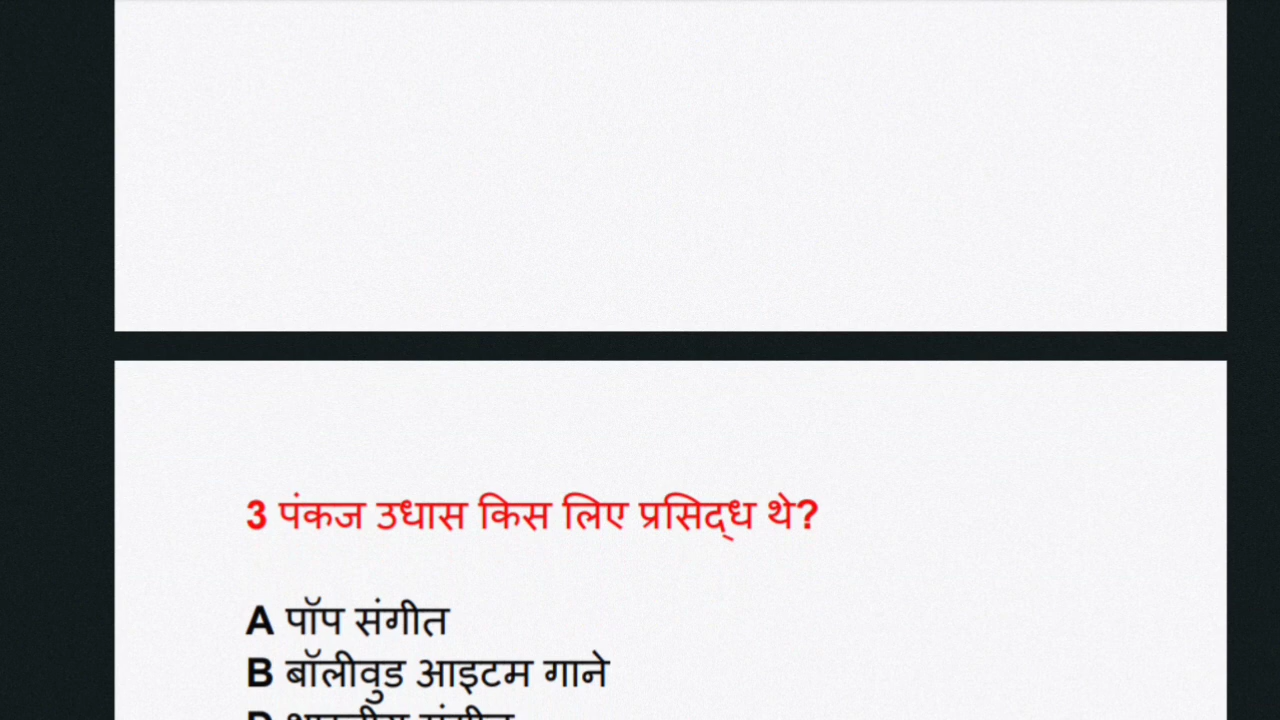 3 पंकज उधास किस लिए प्रसिद्ध थे?
A पॉप संगीत
B बॉलीवुड आइटम गाने